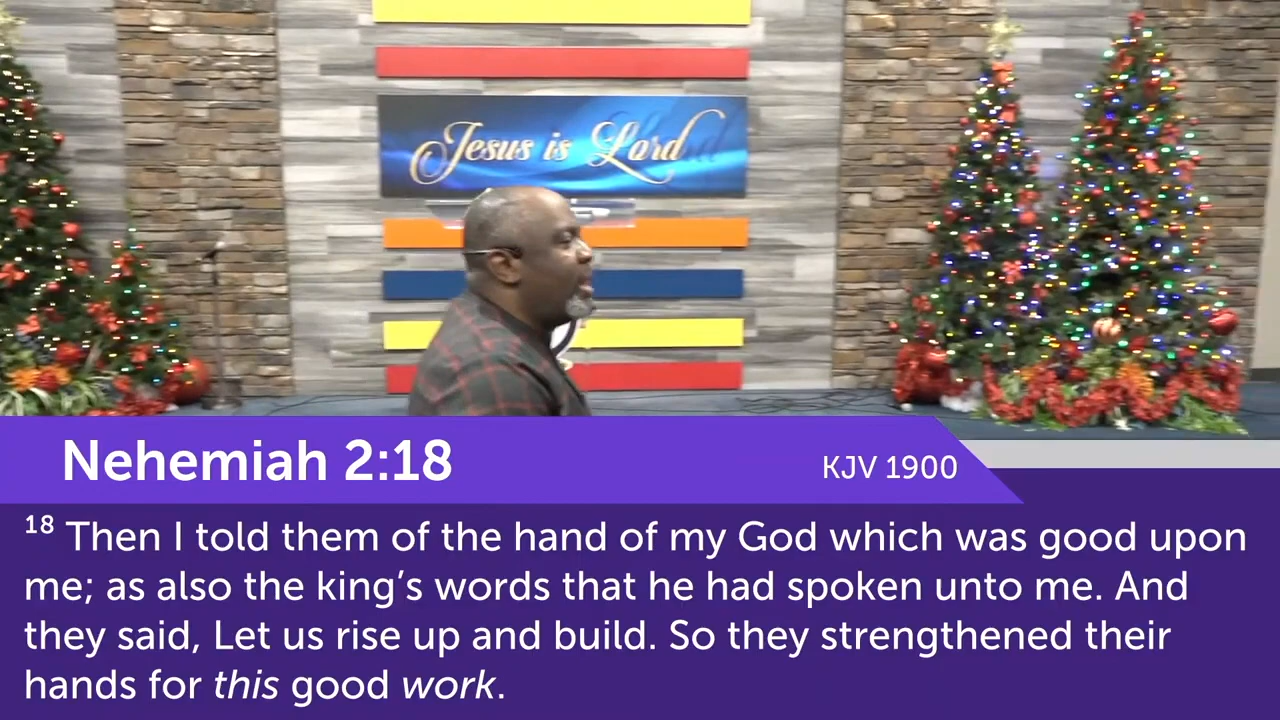 Jesus is Lord
Nehemiah 2:18
KJV 1900
18 Then I told them of the hand of my God which was good upon
me; as also the king’s words that he had spoken unto me. And
they said, Let us rise up and build. So they strengthened their
hands for this good work.